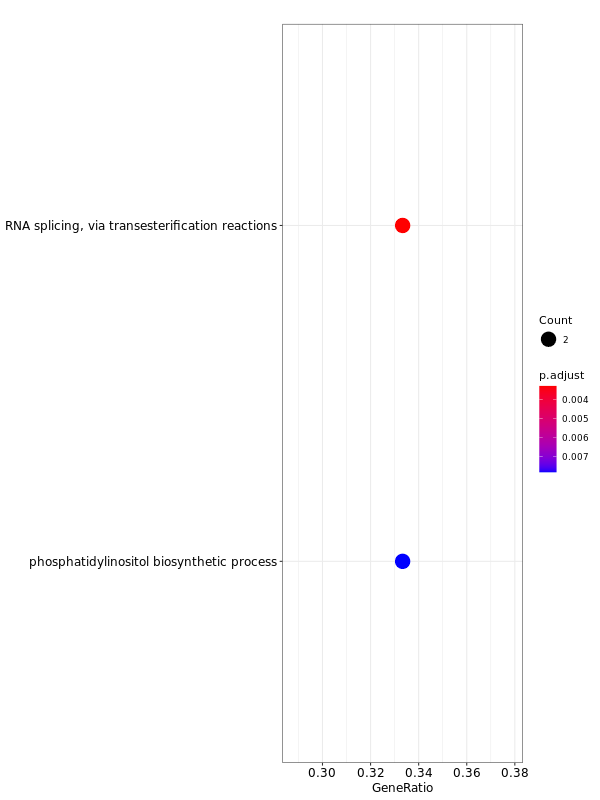 RNA splicing, via transesterification reactions
phosphatidylinositol biosynthetic process
0.30 0.32 0.34 0.36 0.38
GeneRatio
Count
2
p.adjust
0.004
0.005
0.006
0.007